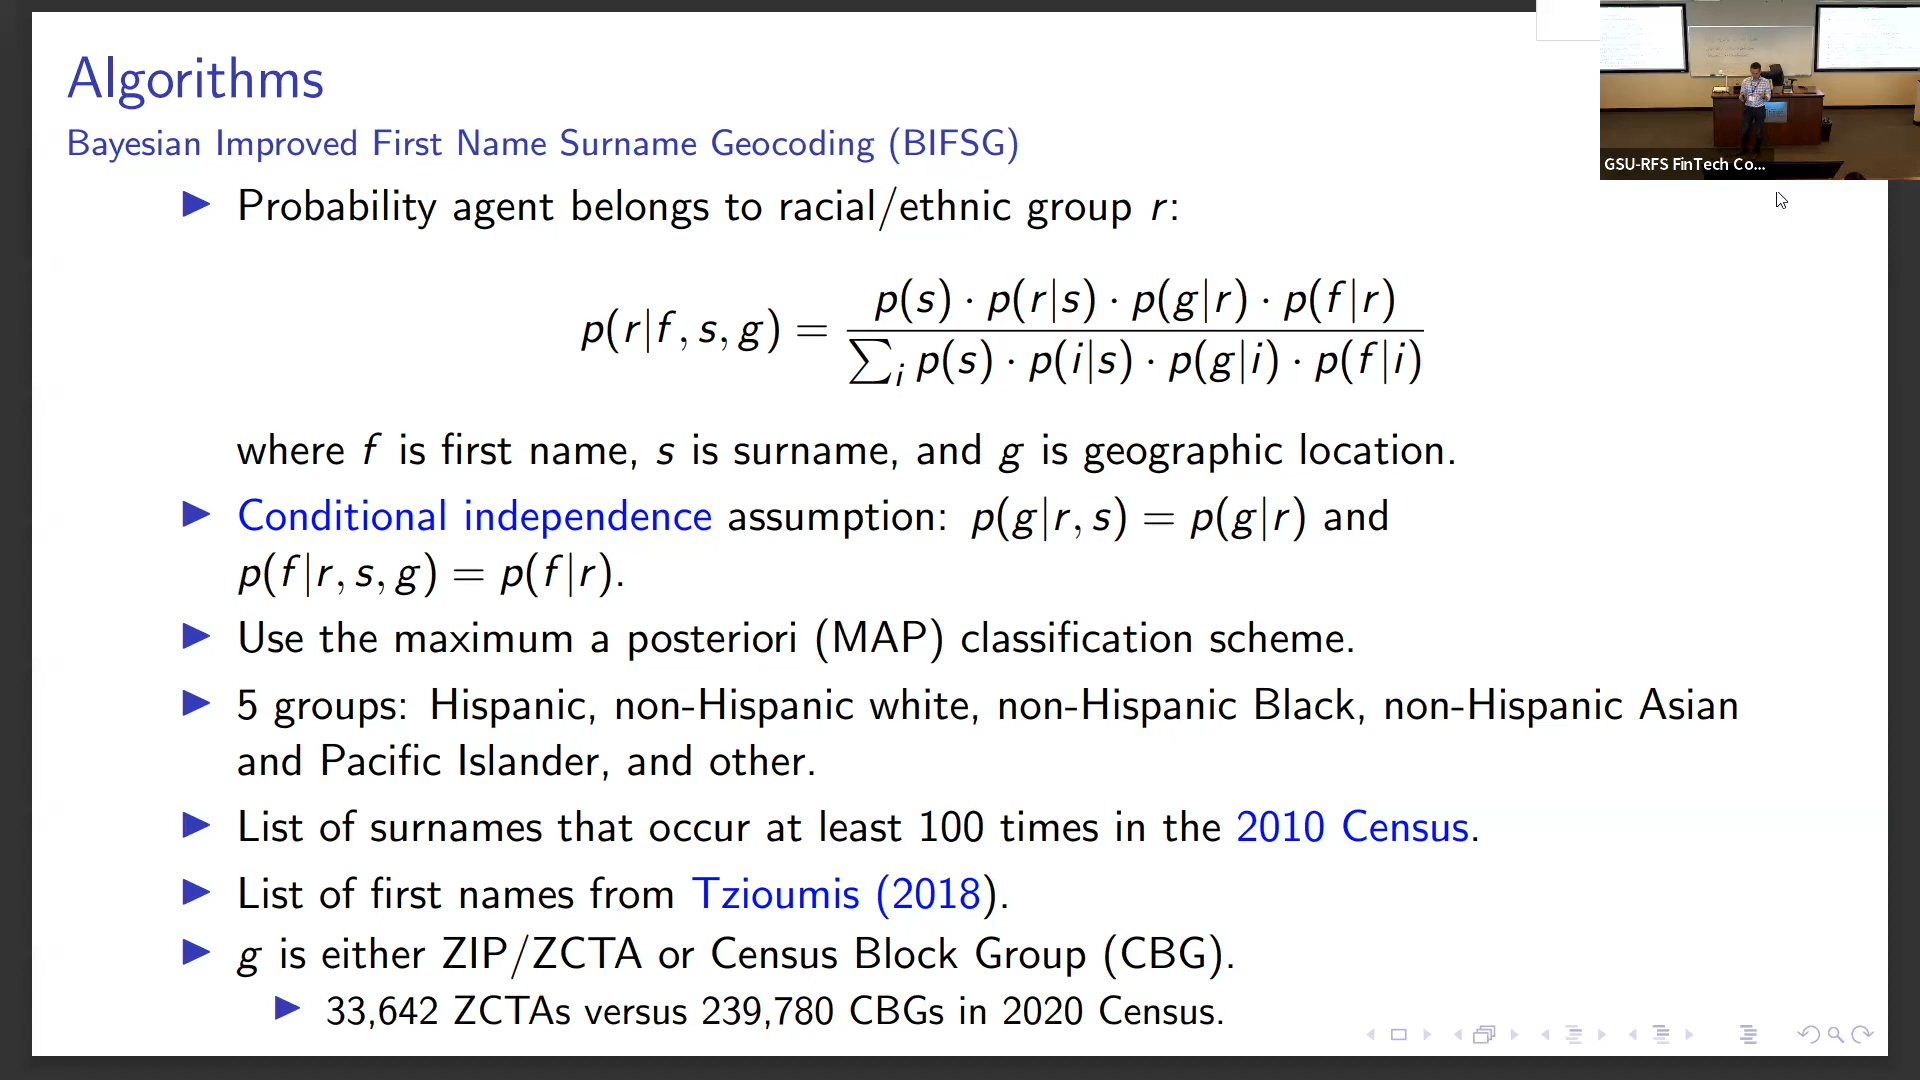 Algorithms
Bayesian Improved First Name Surname Geocoding (BIFSG)
▶ Probability agent belongs to racial/ethnic group r:
p(r|f, s, g) = p(s) · p(r|s) · p(g|r) · p(f|r) / ∑ᵢ p(s) · p(i|s) · p(g|i) · p(f|i)
where f is first name, s is surname, and g is geographic location.
▶ Conditional independence assumption: p(g|r, s) = p(g|r) and
p(f|r, s, g) = p(f|r).
▶ Use the maximum a posteriori (MAP) classification scheme.
▶ 5 groups: Hispanic, non-Hispanic white, non-Hispanic Black, non-Hispanic Asian
and Pacific Islander, and other.
▶ List of surnames that occur at least 100 times in the 2010 Census.
▶ List of first names from Tzioumis (2018).
▶ g is either ZIP/ZCTA or Census Block Group (CBG).
▶ 33,642 ZCTAs versus 239,780 CBGs in 2020 Census.
GSU-RFS FinTech Co...